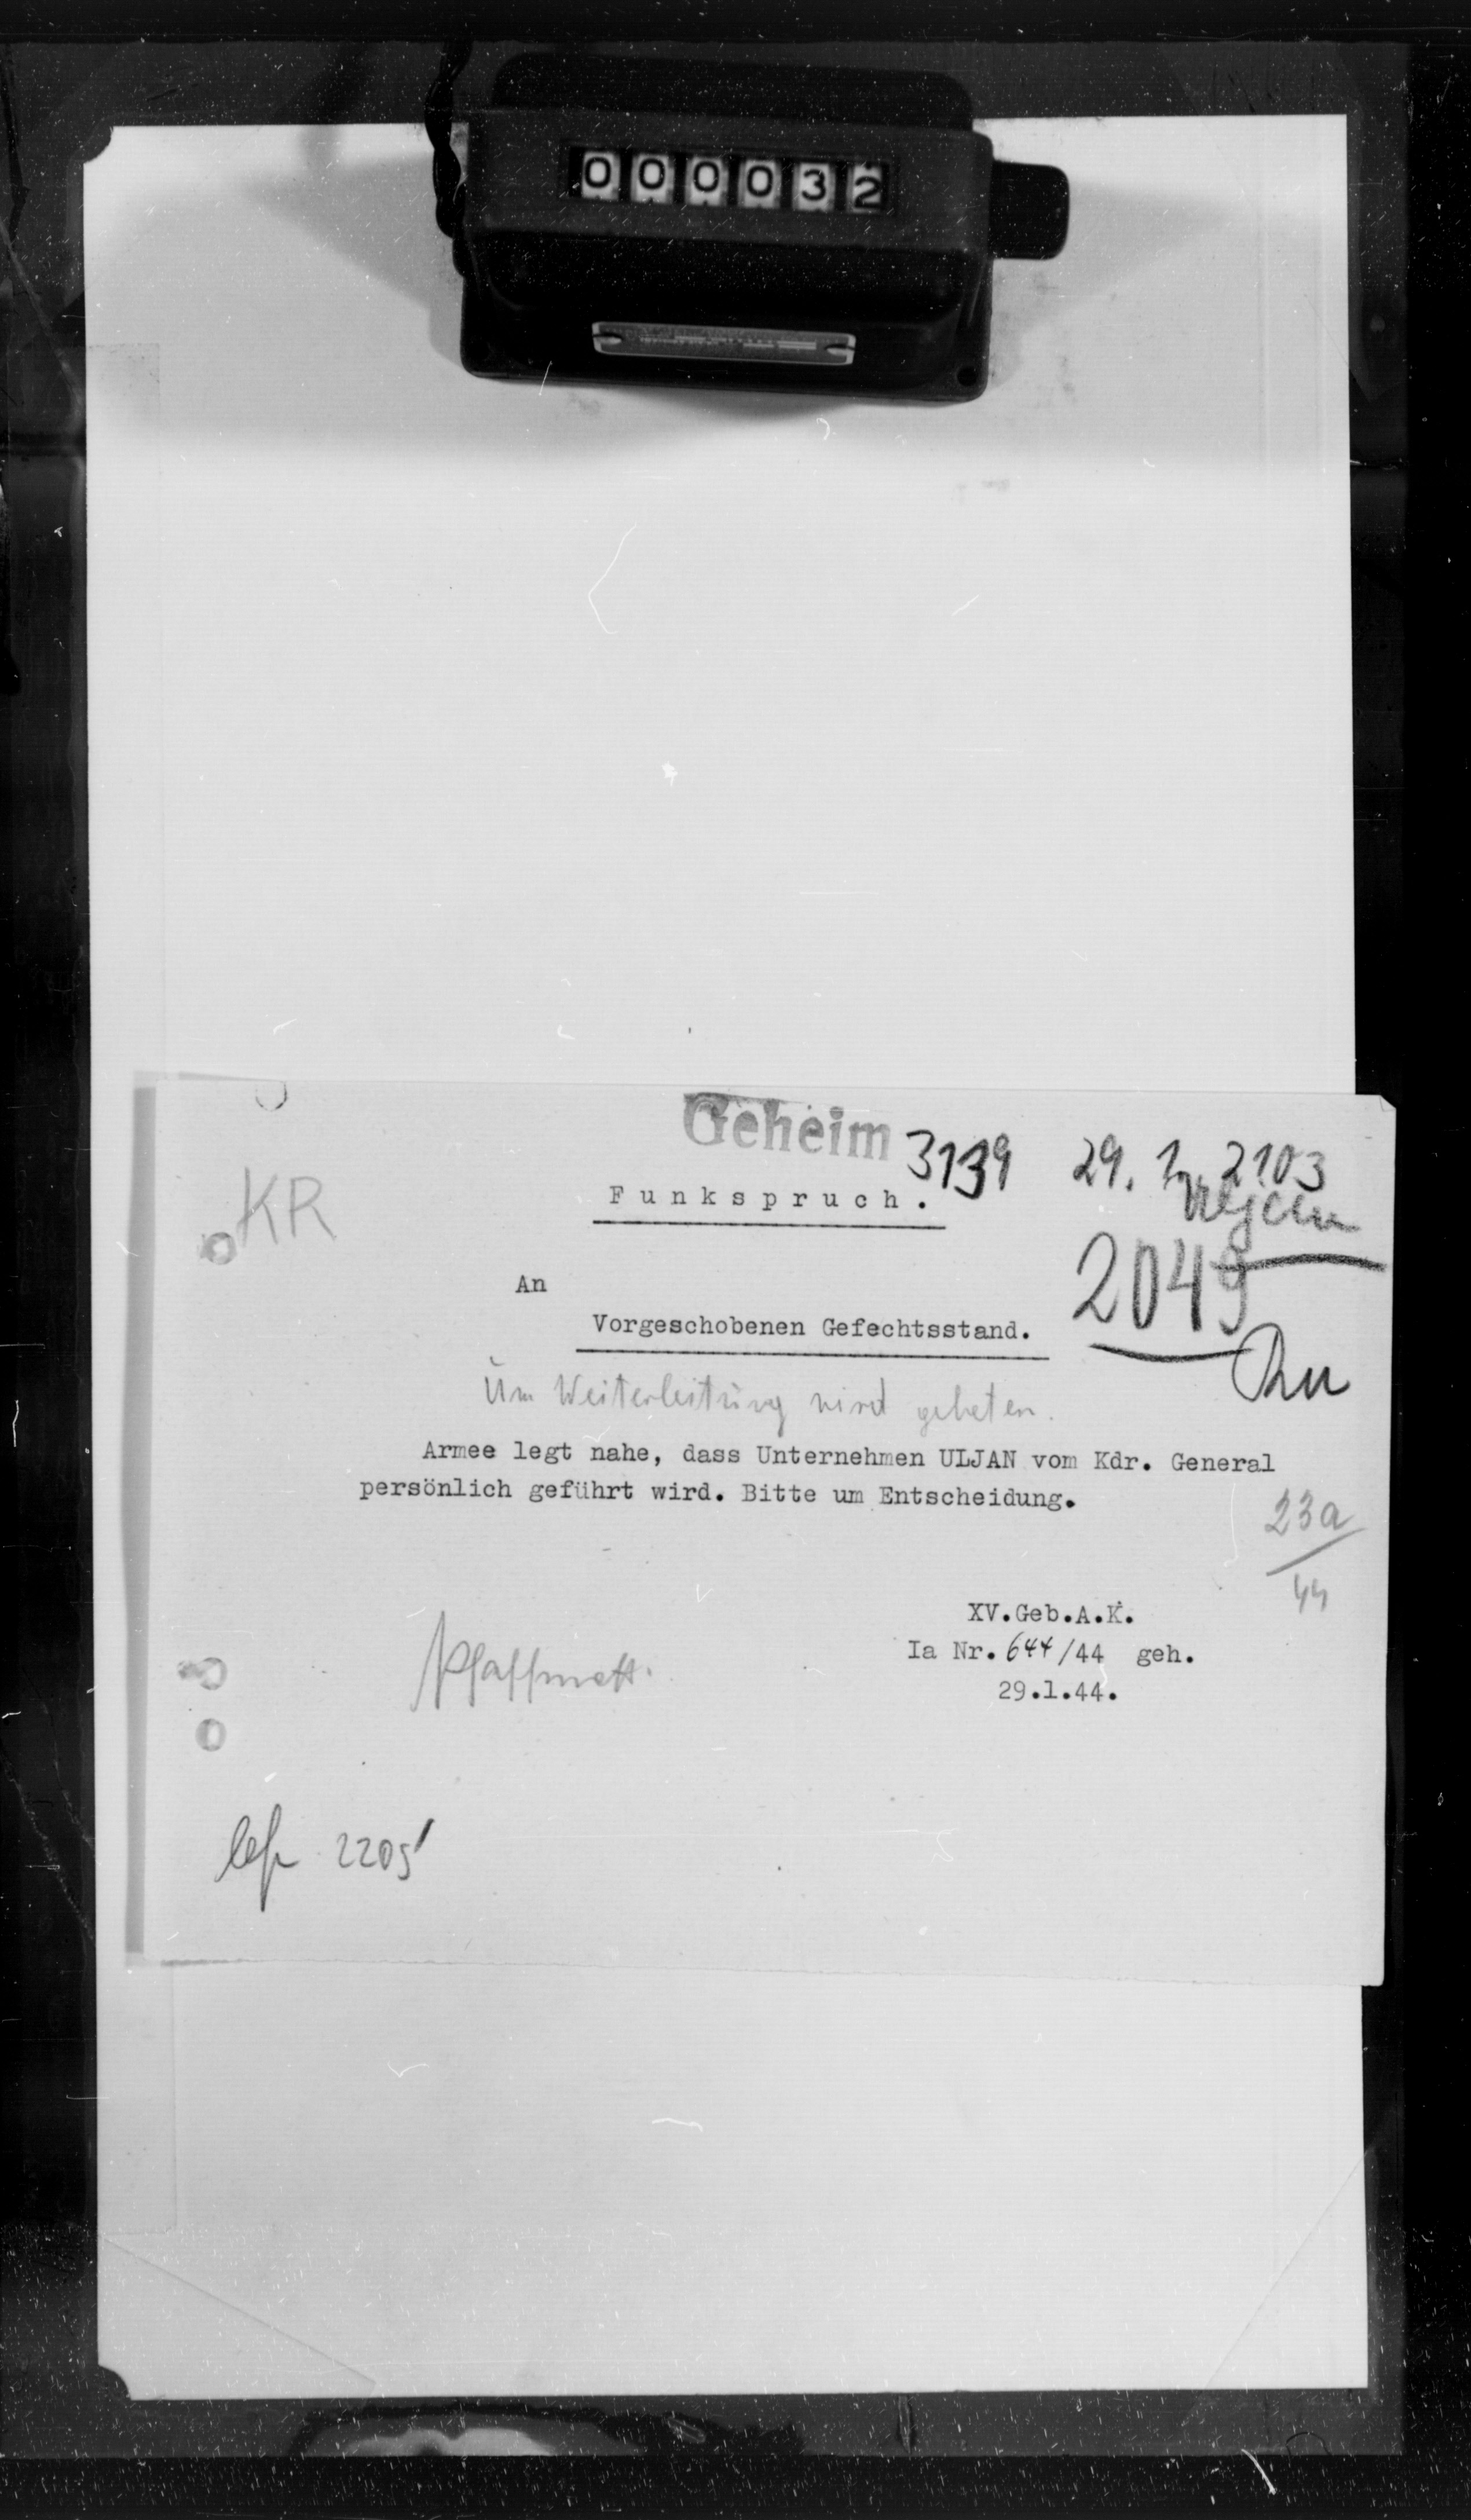 000032
Geheim
3139 29. 1. 2103
Funkspruch.
KR
2049
An
Vorgeschobenen Gefechtsstand.
Um Weiterleitung wird gebeten.
Armee legt nahe, dass Unternehmen ULJAN vom Kdr. General
persönlich geführt wird. Bitte um Entscheidung.
23a
44
XV.Geb.A.K.
Ia Nr. 644/44 geh.
29.1.44.
2205